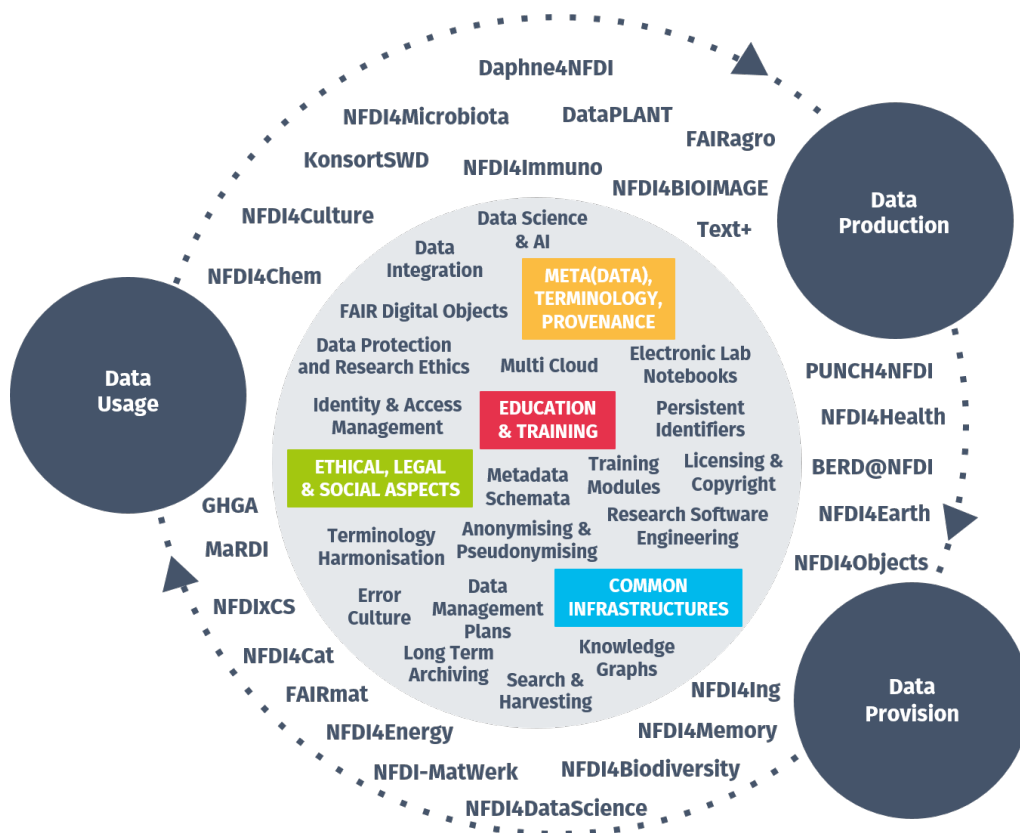 Daphne4NFDI
NFDI4Microbiota
DataPLANT
FAIRagro
KonsortSWD
NFDI4Immuno
NFDI4BIOIMAGE
NFDI4Culture
Text+
NFDI4Chem
Data
Production
Data
Usage
Data Science
& AI
Data
Integration
META(DATA),
TERMINOLOGY,
PROVENANCE
FAIR Digital Objects
Data Protection
and Research Ethics
Multi Cloud
Electronic Lab
Notebooks
Identity & Access
Management
EDUCATION
& TRAINING
Persistent
Identifiers
ETHICAL, LEGAL
& SOCIAL ASPECTS
Metadata
Schemata
Training
Modules
Licensing &
Copyright
Terminology
Harmonisation
Anonymising &
Pseudonymising
Research Software
Engineering
Error
Culture
Data
Management
Plans
COMMON
INFRASTRUCTURES
Long Term
Archiving
Search &
Harvesting
Knowledge
Graphs
PUNCH4NFDI
NFDI4Health
BERD@NFDI
NFDI4Earth
NFDI4Objects
Data
Provision
GHGA
MaRDI
NFDIxCS
NFDI4Cat
FAIRmat
NFDI4Energy
NFDI-MatWerk
NFDI4DataScience
NFDI4Biodiversity
NFDI4Memory
NFDI4Ing